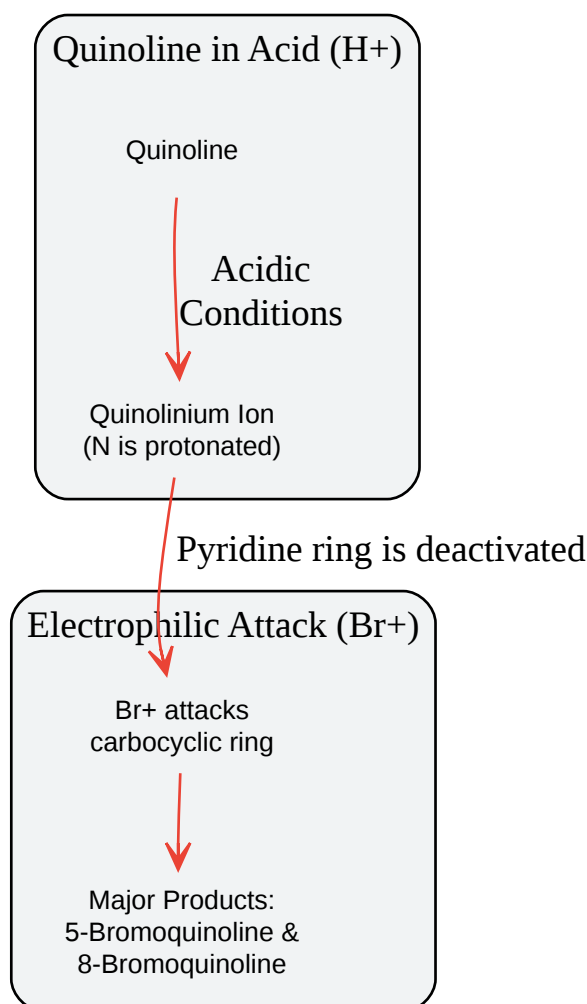 Quinoline in Acid (H+)
Quinoline
Acidic
Conditions
Quinolinium Ion
(N is protonated)
Pyridine ring is deactivated
Electrophilic Attack (Br+)
Br+ attacks
carbocyclic ring
Major Products:
5-Bromoquinoline &
8-Bromoquinoline